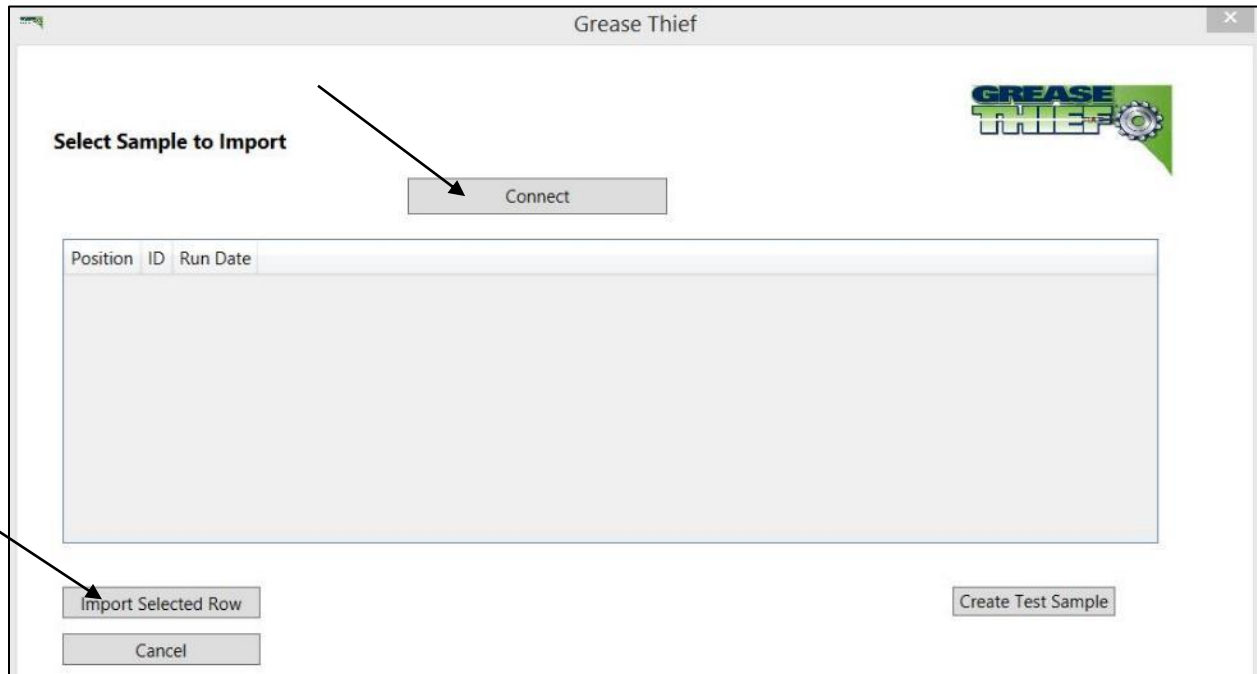 Grease Thief
GREASE
THIEF
Select Sample to Import
Connect
Position ID Run Date
Import Selected Row
Create Test Sample
Cancel